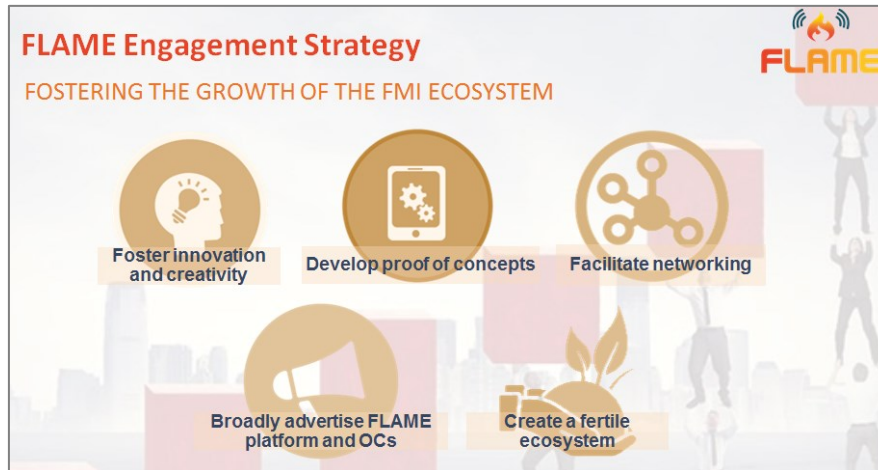 FLAME Engagement Strategy
FLAME
FOSTERING THE GROWTH OF THE FMI ECOSYSTEM
Foster innovation
and creativity
Develop proof of concepts
Facilitate networking
Broadly advertise FLAME
platform and OCs
Create a fertile
ecosystem